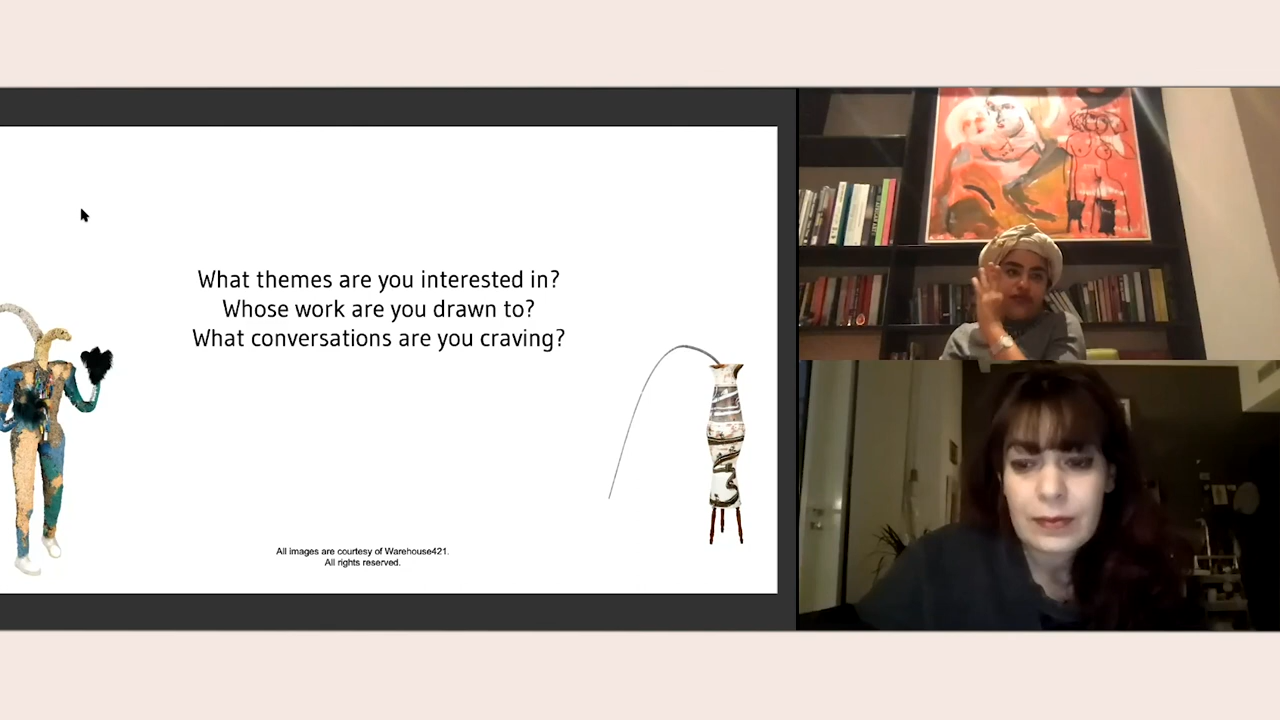 What themes are you interested in?
Whose work are you drawn to?
What conversations are you craving?
All images are courtesy of Warehouse421.
All rights reserved.